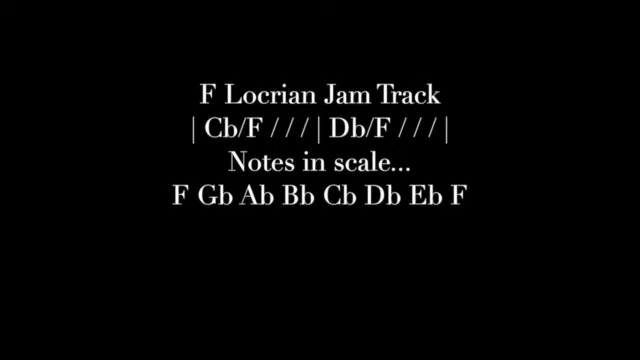 F Locrian Jam Track
| Cb/F / / / | Db/F / / / |
Notes in scale...
F Gb Ab Bb Cb Db Eb F